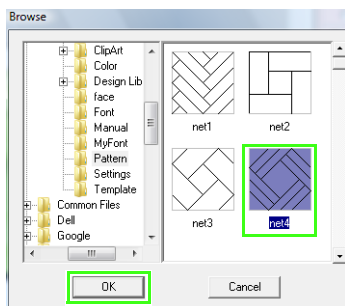 Browse
ClipArt
Color
Design Lib
face
Font
Manual
MyFont
Pattern
Settings
Template
Common Files
Dell
Google
net1
net2
net3
net4
OK
Cancel